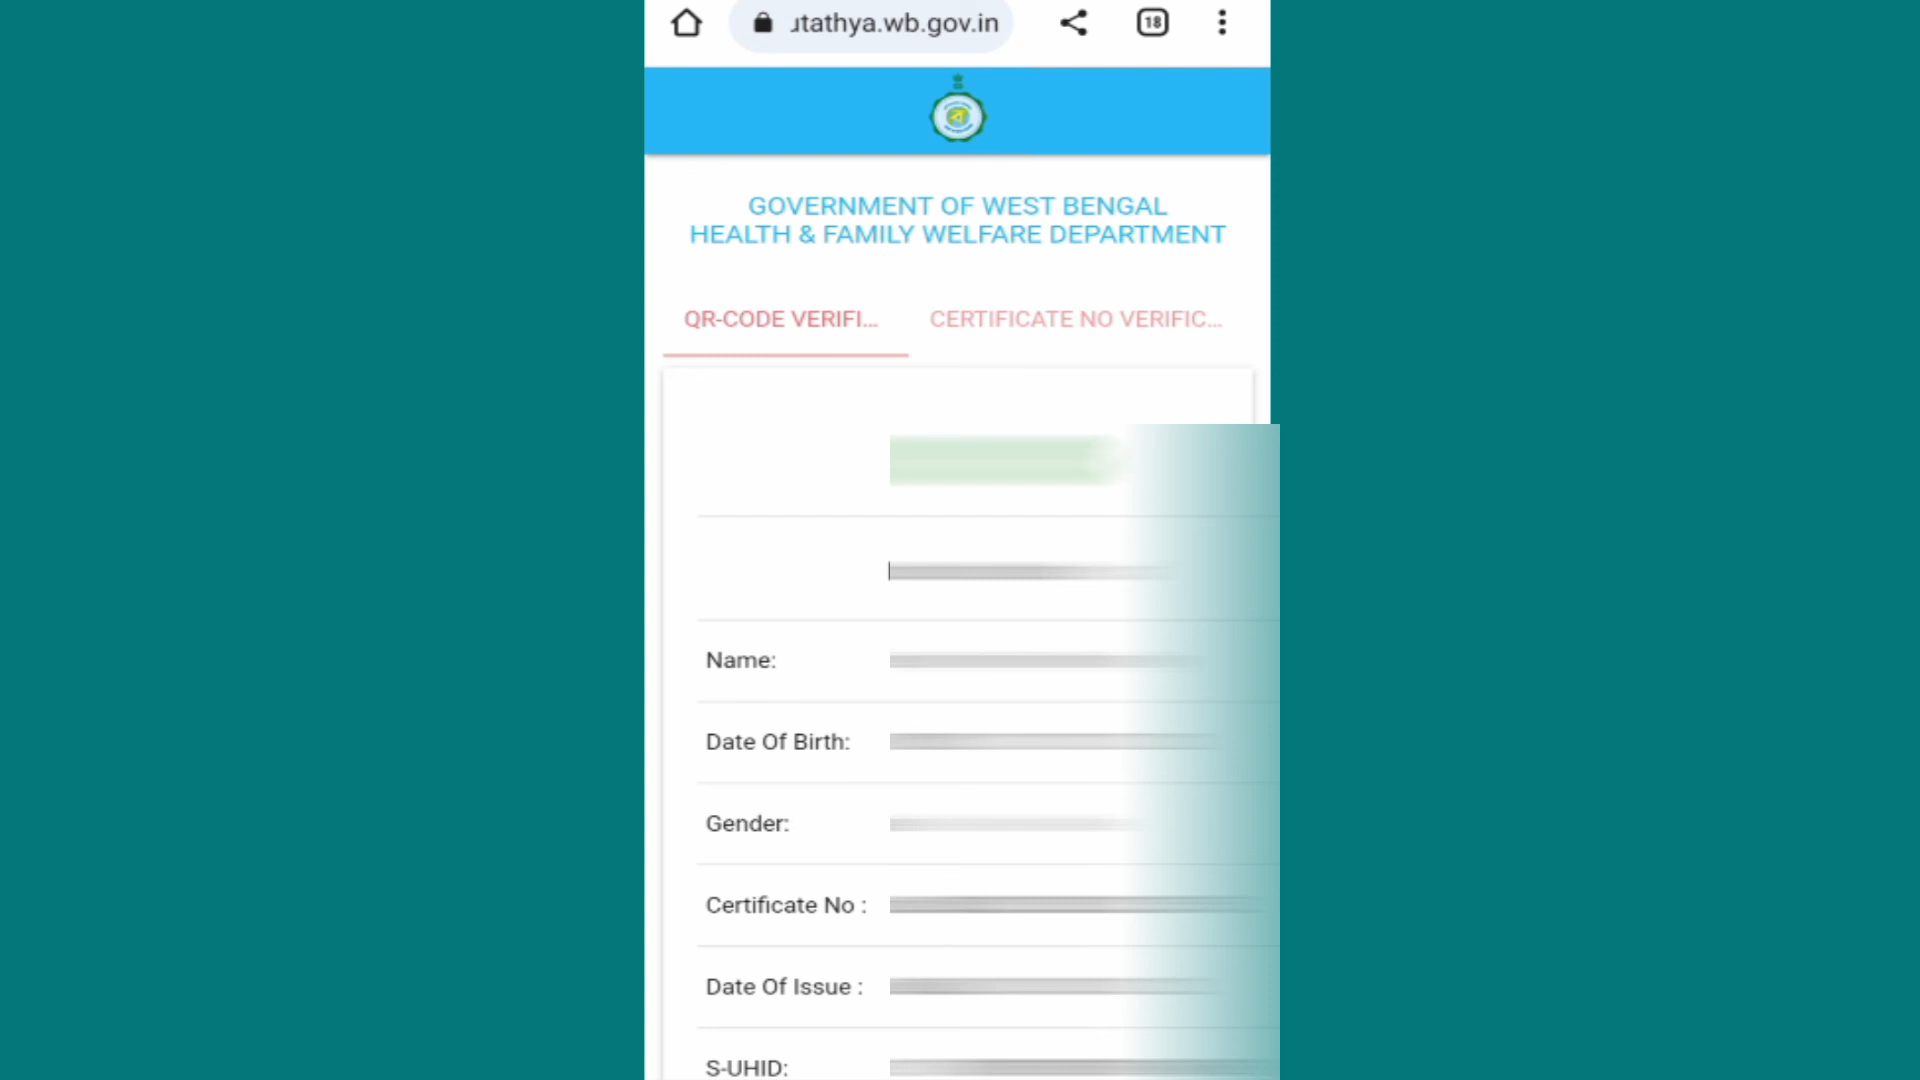 utathya.wb.gov.in
18
GOVERNMENT OF WEST BENGAL
HEALTH & FAMILY WELFARE DEPARTMENT
QR-CODE VERIFI...
CERTIFICATE NO VERIFIC...
Name:
Date Of Birth:
Gender:
Certificate No :
Date Of Issue :
S-UHID: